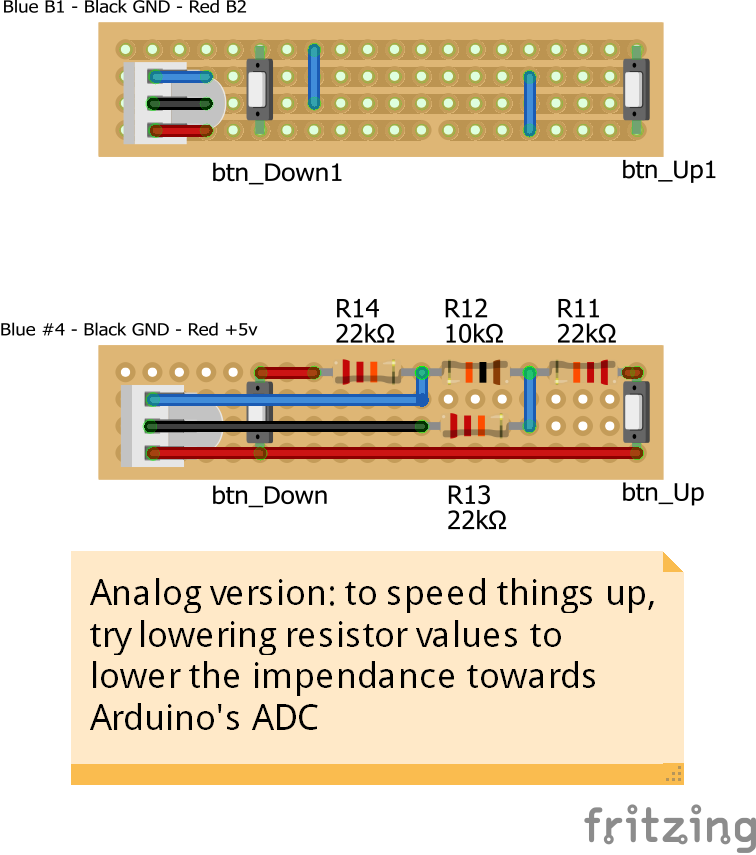 Blue B1 - Black GND - Red B2
btn_Down1
btn_Up1
R14
22kΩ
R12
10kΩ
R11
22kΩ
Blue #4 - Black GND - Red +5v
btn_Down
R13
22kΩ
btn_Up
Analog version: to speed things up,
try lowering resistor values to
lower the impendance towards
Arduino's ADC
fritzing